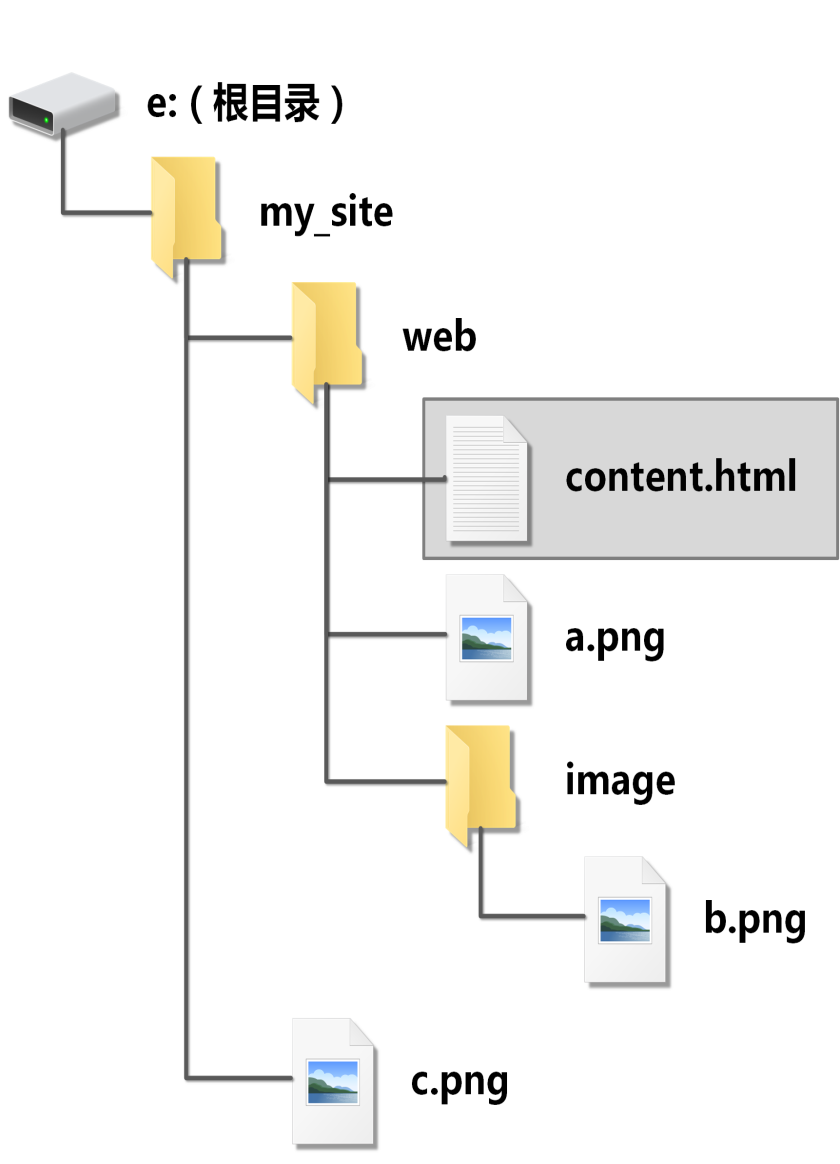 e:（根目录）
my_site
web
content.html
a.png
image
b.png
c.png